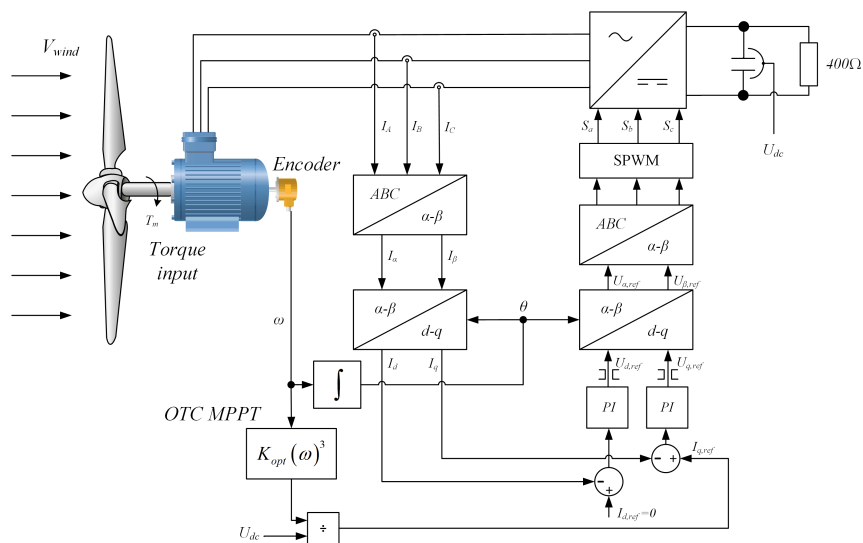 V_wind
T_m
Torque
input
Encoder
ω
OTC MPPT
K_opt (ω)^3
U_dc
÷
∫
I_A
I_B
I_C
ABC
α-β
I_α
I_β
α-β
d-q
I_d
I_q
θ
S_a
S_b
S_c
SPWM
ABC
α-β
U_α,ref
U_β,ref
α-β
d-q
U_d,ref
U_q,ref
PI
PI
I_q,ref
I_d,ref=0
-
+
-
+
U_dc
400Ω